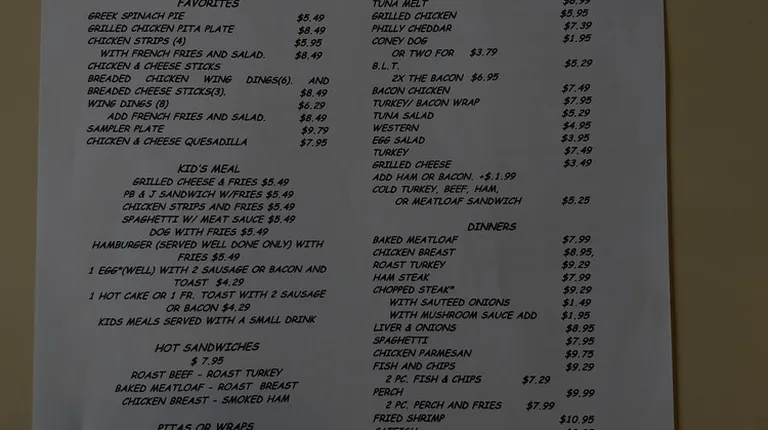 FAVORITES
GREEK SPINACH PIE $5.49
GRILLED CHICKEN PITA PLATE $8.49
CHICKEN STRIPS (4) $5.95
WITH FRENCH FRIES AND SALAD. $8.49
CHICKEN & CHEESE STICKS
BREADED CHICKEN WING DINGS(6). AND
BREADED CHEESE STICKS(3). $8.49
WING DINGS (8) $6.29
ADD FRENCH FRIES AND SALAD. $8.49
SAMPLER PLATE $9.79
CHICKEN & CHEESE QUESADILLA $7.95
KID'S MEAL
GRILLED CHEESE & FRIES $5.49
PB & J SANDWICH W/FRIES $5.49
CHICKEN STRIPS AND FRIES $5.49
SPAGHETTI W/ MEAT SAUCE $5.49
DOG WITH FRIES $5.49
HAMBURGER (SERVED WELL DONE ONLY) WITH
FRIES $5.49
1 EGG*(WELL) WITH 2 SAUSAGE OR BACON AND
TOAST $4.29
1 HOT CAKE OR 1 FR. TOAST WITH 2 SAUSAGE
OR BACON $4.29
KIDS MEALS SERVED WITH A SMALL DRINK
HOT SANDWICHES
$ 7.95
ROAST BEEF - ROAST TURKEY
BAKED MEATLOAF - ROAST BREAST
CHICKEN BREAST - SMOKED HAM
PITAS OR WRAPS
TUNA MELT
GRILLED CHICKEN $5.95
PHILLY CHEDDAR $7.39
CONEY DOG $1.95
OR TWO FOR $3.79
B.L.T. $5.29
2X THE BACON $6.95
BACON CHICKEN $7.49
TURKEY/ BACON WRAP $7.95
TUNA SALAD $5.29
WESTERN $4.95
EGG SALAD $3.95
TURKEY $7.49
GRILLED CHEESE $3.49
ADD HAM OR BACON. +$.1.99
COLD TURKEY, BEEF, HAM,
OR MEATLOAF SANDWICH $5.25
DINNERS
BAKED MEATLOAF $7.99
CHICKEN BREAST $8.95,
ROAST TURKEY $9.29
HAM STEAK $7.99
CHOPPED STEAK* $9.29
WITH SAUTEED ONIONS $1.49
WITH MUSHROOM SAUCE ADD $1.95
LIVER & ONIONS $8.95
SPAGHETTI $7.95
CHICKEN PARMESAN $9.75
FISH AND CHIPS $9.29
2 PC. FISH & CHIPS $7.29
PERCH $9.99
2 PC. PERCH AND FRIES $7.99
FRIED SHRIMP $10.95